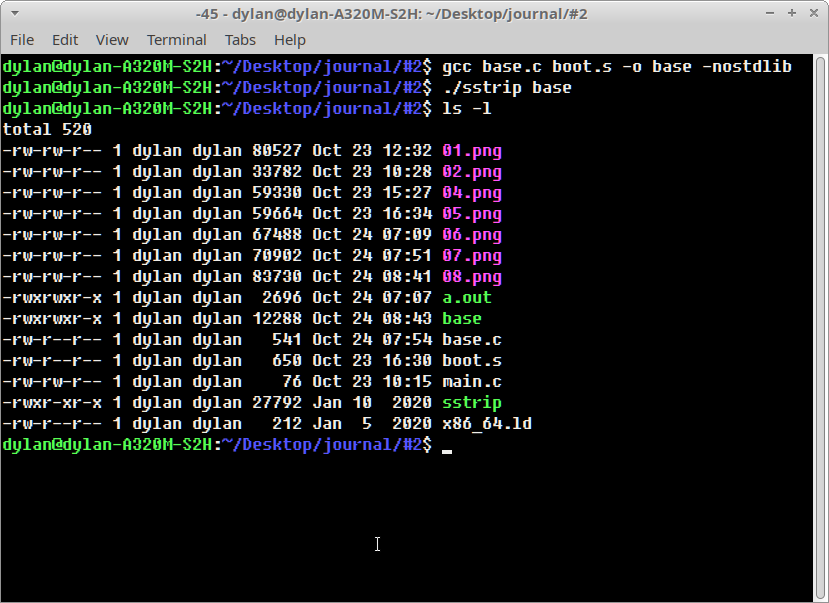 -45 - dylan@dylan-A320M-S2H: ~/Desktop/journal/#2
File Edit View Terminal Tabs Help
dylan@dylan-A320M-S2H:~/Desktop/journal/#2$ gcc base.c boot.s -o base -nostdlib
dylan@dylan-A320M-S2H:~/Desktop/journal/#2$ ./sstrip base
dylan@dylan-A320M-S2H:~/Desktop/journal/#2$ ls -l
total 520
-rw-rw-r-- 1 dylan dylan 80527 Oct 23 12:32 01.png
-rw-rw-r-- 1 dylan dylan 33782 Oct 23 10:28 02.png
-rw-rw-r-- 1 dylan dylan 59330 Oct 23 15:27 04.png
-rw-rw-r-- 1 dylan dylan 59664 Oct 23 16:34 05.png
-rw-rw-r-- 1 dylan dylan 67488 Oct 24 07:09 06.png
-rw-rw-r-- 1 dylan dylan 70902 Oct 24 07:51 07.png
-rw-rw-r-- 1 dylan dylan 83730 Oct 24 08:41 08.png
-rwxrwxr-x 1 dylan dylan  2696 Oct 24 07:07 a.out
-rwxrwxr-x 1 dylan dylan 12288 Oct 24 08:43 base
-rw-r--r-- 1 dylan dylan   541 Oct 24 07:54 base.c
-rw-r--r-- 1 dylan dylan   650 Oct 23 16:30 boot.s
-rw-rw-r-- 1 dylan dylan    76 Oct 23 10:15 main.c
-rwxr-xr-x 1 dylan dylan 27792 Jan 10  2020 sstrip
-rw-r--r-- 1 dylan dylan   212 Jan  5  2020 x86_64.ld
dylan@dylan-A320M-S2H:~/Desktop/journal/#2$